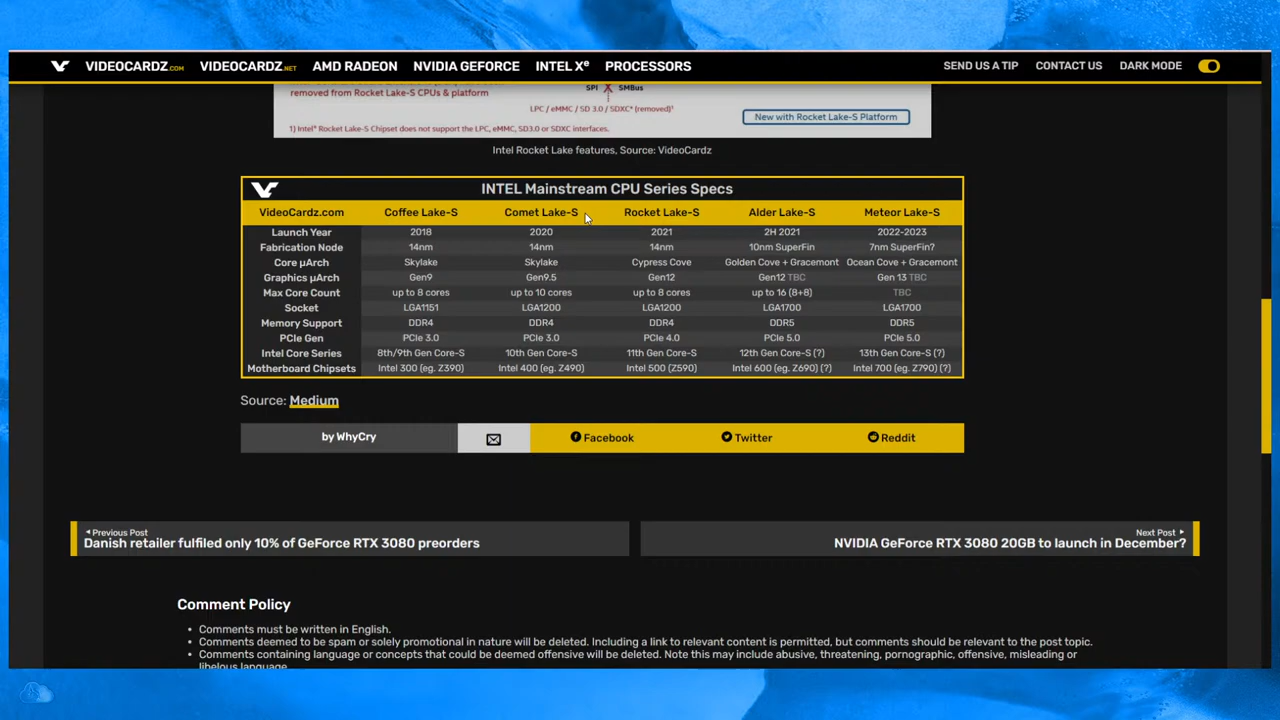 VIDEOCARDZ.COM VIDEOCARDZ.NET AMD RADEON NVIDIA GEFORCE INTEL Xe PROCESSORS SEND US A TIP CONTACT US DARK MODE
removed from Rocket Lake-S CPUs & platform
SPI X SMBus
LPC / eMMC / SD 3.0 / SDXC* (removed)¹
New with Rocket Lake-S Platform
1) Intel® Rocket Lake-S Chipset does not support the LPC, eMMC, SD3.0 or SDXC interfaces.
Intel Rocket Lake features, Source: VideoCardz
INTEL Mainstream CPU Series Specs
VideoCardz.com Coffee Lake-S Comet Lake-S Rocket Lake-S Alder Lake-S Meteor Lake-S
Launch Year 2018 2020 2021 2H 2021 2022-2023
Fabrication Node 14nm 14nm 14nm 10nm SuperFin 7nm SuperFin?
Core µArch Skylake Skylake Cypress Cove Golden Cove + Gracemont Ocean Cove + Gracemont
Graphics µArch Gen9 Gen9.5 Gen12 Gen12 TBC Gen 13 TBC
Max Core Count up to 8 cores up to 10 cores up to 8 cores up to 16 (8+8) TBC
Socket LGA1151 LGA1200 LGA1200 LGA1700 LGA1700
Memory Support DDR4 DDR4 DDR4 DDR5 DDR5
PCIe Gen PCIe 3.0 PCIe 3.0 PCIe 4.0 PCIe 5.0 PCIe 5.0
Intel Core Series 8th/9th Gen Core-S 10th Gen Core-S 11th Gen Core-S 12th Gen Core-S (?) 13th Gen Core-S (?)
Motherboard Chipsets Intel 300 (eg. Z390) Intel 400 (eg. Z490) Intel 500 (Z590) Intel 600 (eg. Z690) (?) Intel 700 (eg. Z790) (?)
Source: Medium
by WhyCry Facebook Twitter Reddit
Previous Post Next Post
Danish retailer fulfiled only 10% of GeForce RTX 3080 preorders NVIDIA GeForce RTX 3080 20GB to launch in December?
Comment Policy
• Comments must be written in English.
• Comments deemed to be spam or solely promotional in nature will be deleted. Including a link to relevant content is permitted, but comments should be relevant to the post topic.
• Comments containing language or concepts that could be deemed offensive will be deleted. Note this may include abusive, threatening, pornographic, offensive, misleading or
libelous language.